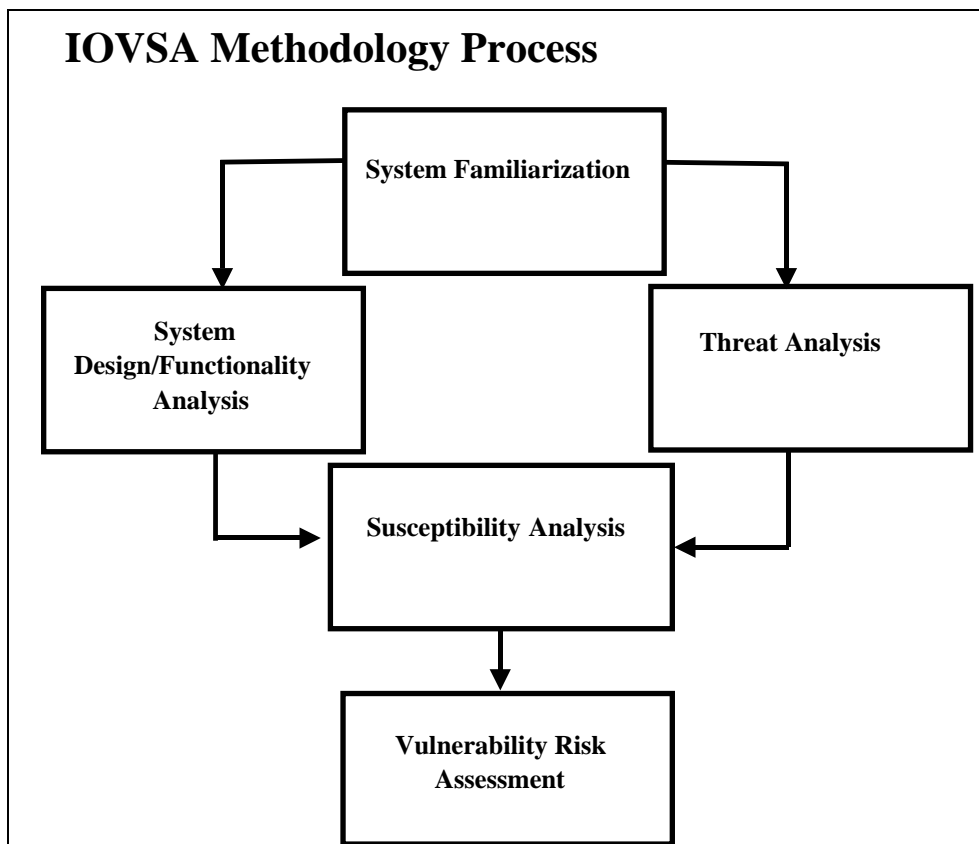 IOVSA Methodology Process
System Familiarization
System
Design/Functionality
Analysis
Threat Analysis
Susceptibility Analysis
Vulnerability Risk
Assessment